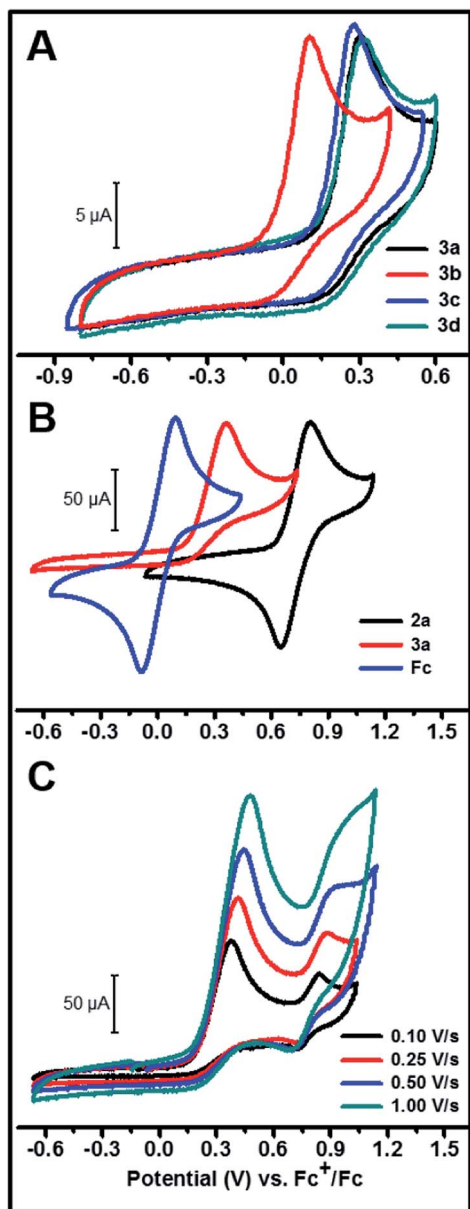 A
5 µA
3a
3b
3c
3d
-0.9 -0.6 -0.3 0.0 0.3 0.6
B
50 µA
2a
3a
Fc
-0.6 -0.3 0.0 0.3 0.6 0.9 1.2 1.5
C
50 µA
0.10 V/s
0.25 V/s
0.50 V/s
1.00 V/s
-0.6 -0.3 0.0 0.3 0.6 0.9 1.2 1.5
Potential (V) vs. Fc⁺/Fc